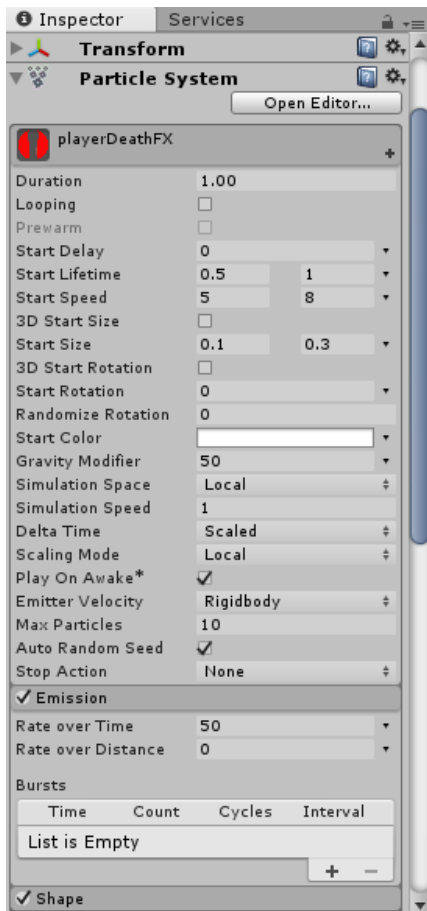 Inspector Services
Transform
Particle System
Open Editor...
playerDeathFX
Duration 1.00
Looping
Prewarm
Start Delay 0
Start Lifetime 0.5 1
Start Speed 5 8
3D Start Size
Start Size 0.1 0.3
3D Start Rotation
Start Rotation 0
Randomize Rotation 0
Start Color
Gravity Modifier 50
Simulation Space Local
Simulation Speed 1
Delta Time Scaled
Scaling Mode Local
Play On Awake*
Emitter Velocity Rigidbody
Max Particles 10
Auto Random Seed
Stop Action None
Emission
Rate over Time 50
Rate over Distance 0
Bursts
Time Count Cycles Interval
List is Empty
Shape